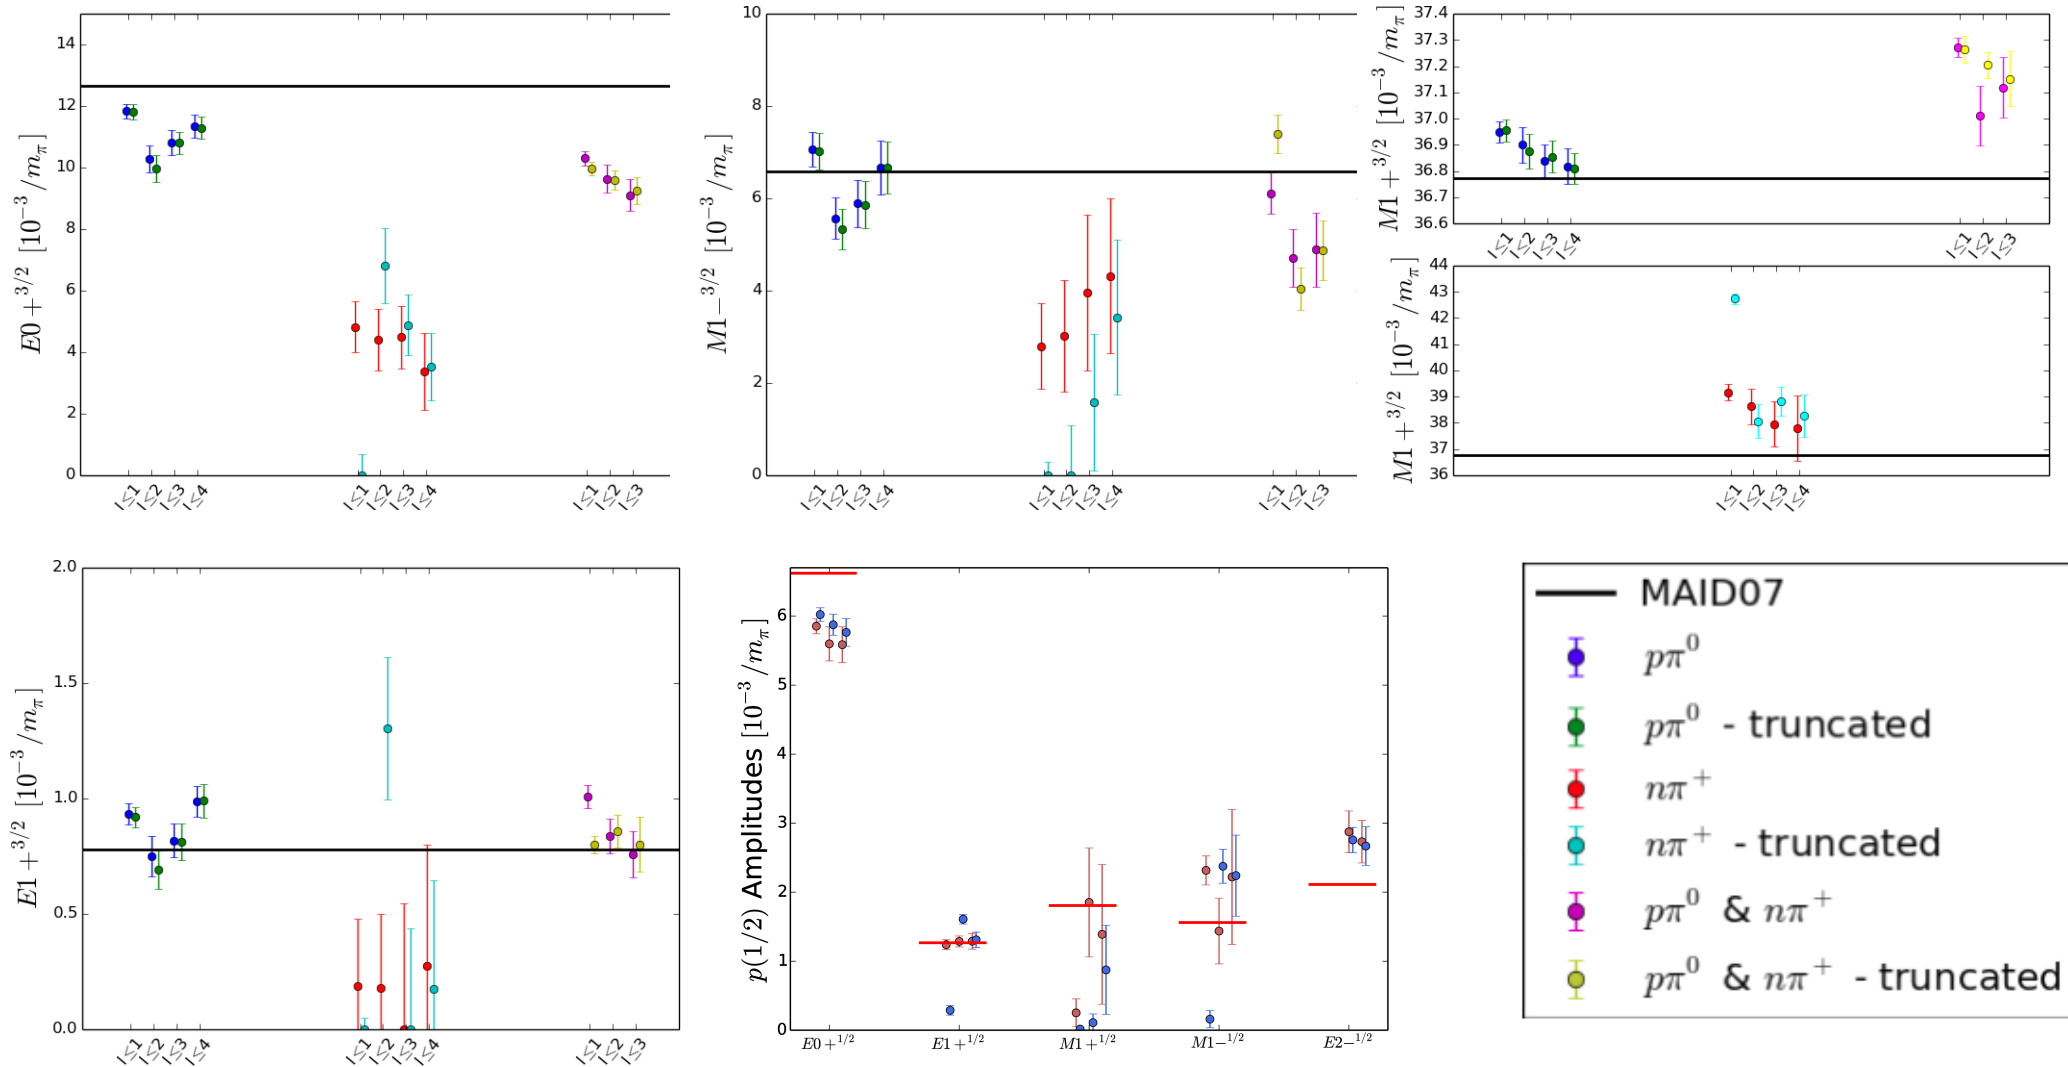 E0+^{3/2} [10^{-3}/m_π]
14
12
10
8
6
4
2
0
l≤1 l≤2 l≤3 l≤4
l≤1 l≤2 l≤3 l≤4
l≤1 l≤2 l≤3
M1−^{3/2} [10^{-3}/m_π]
10
8
6
4
2
0
l≤1 l≤2 l≤3 l≤4
l≤1 l≤2 l≤3 l≤4
l≤1 l≤2 l≤3
M1+^{3/2} [10^{-3}/m_π]
37.4
37.3
37.2
37.1
37.0
36.9
36.8
36.7
36.6
l≤1 l≤2 l≤3 l≤4
l≤1 l≤2 l≤3
M1+^{3/2} [10^{-3}/m_π]
44
43
42
41
40
39
38
37
36
l≤1 l≤2 l≤3 l≤4
E1+^{3/2} [10^{-3}/m_π]
2.0
1.5
1.0
0.5
0.0
l≤1 l≤2 l≤3 l≤4
l≤1 l≤2 l≤3 l≤4
l≤1 l≤2 l≤3
p(1/2) Amplitudes [10^{-3}/m_π]
6
5
4
3
2
1
0
E0+^{1/2} E1+^{1/2} M1+^{1/2} M1−^{1/2} E2−^{1/2}
MAID07
pπ^0
pπ^0 - truncated
nπ^+
nπ^+ - truncated
pπ^0 & nπ^+
pπ^0 & nπ^+ - truncated